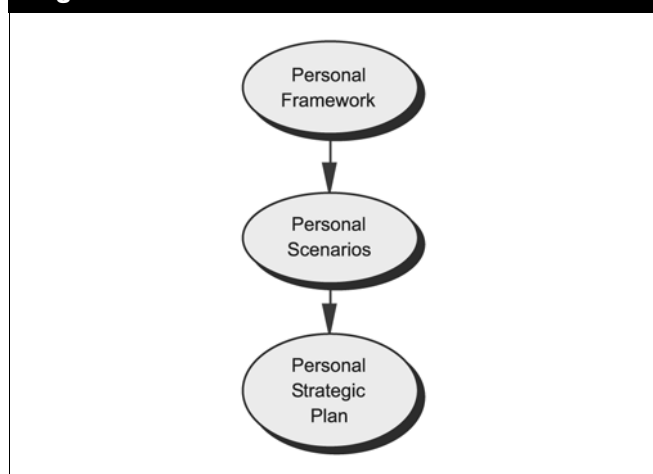 Personal
Framework
Personal
Scenarios
Personal
Strategic
Plan